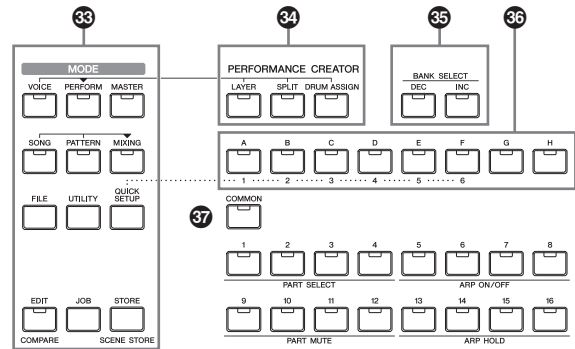 33 34 35 36
MODE
VOICE PERFORM MASTER
PERFORMANCE CREATOR
LAYER SPLIT DRUM ASSIGN
BANK SELECT
DEC INC
SONG PATTERN MIXING
A B C D E F G H
1 2 3 4 5 6
FILE UTILITY QUICK SETUP
37 COMMON
1 2 3 4 5 6 7 8
PART SELECT ARP ON/OFF
EDIT JOB STORE
9 10 11 12 13 14 15 16
COMPARE SCENE STORE
PART MUTE ARP HOLD